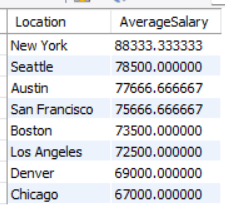 Location AverageSalary
New York 88333.333333
Seattle 78500.000000
Austin 77666.666667
San Francisco 75666.666667
Boston 73500.000000
Los Angeles 72500.000000
Denver 69000.000000
Chicago 67000.000000